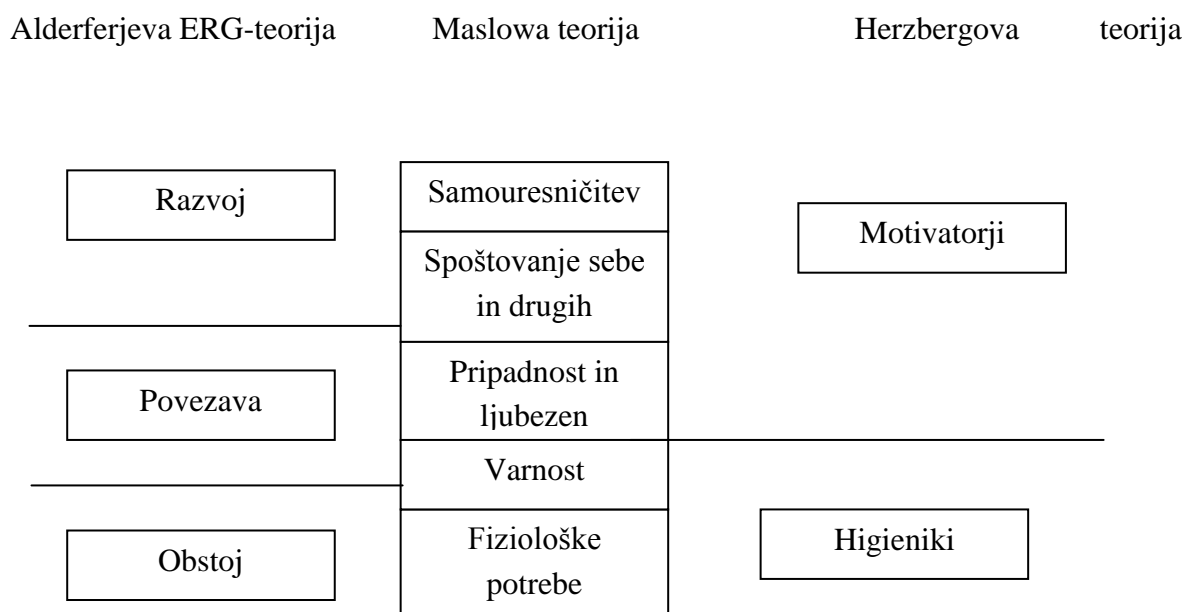 Alderferjeva ERG-teorija Maslowa teorija Herzbergova teorija
Razvoj
Povezava
Obstoj
Samouresničitev
Spoštovanje sebe
in drugih
Pripadnost in
ljubezen
Varnost
Fiziološke
potrebe
Motivatorji
Higieniki